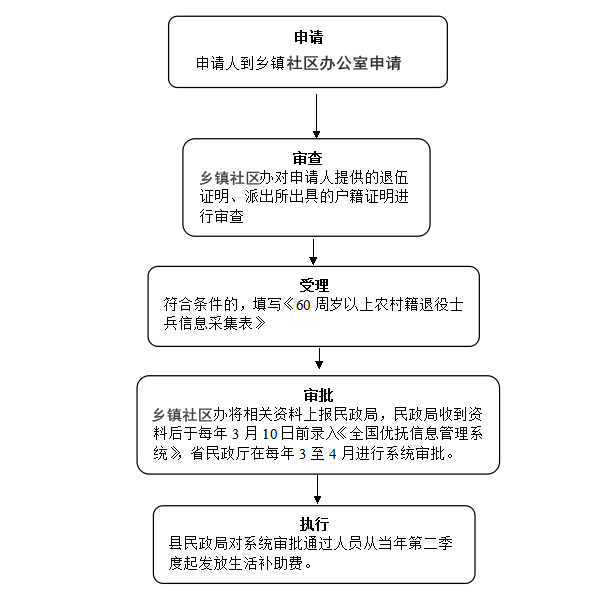 申请
申请人到乡镇社区办公室申请
审查
乡镇社区办对申请人提供的退伍
证明、派出所出具的户籍证明进
行审查
受理
符合条件的，填写《60 周岁以上农村籍退役士
兵信息采集表》
审批
乡镇社区办将相关资料上报民政局，民政局收到资
料后于每年 3 月 10日前录入《全国优抚信息管理系
统》，省民政厅在每年 3 至 4 月进行系统审批。
执行
县民政局对系统审批通过人员从当年第二季
度起发放生活补助费。